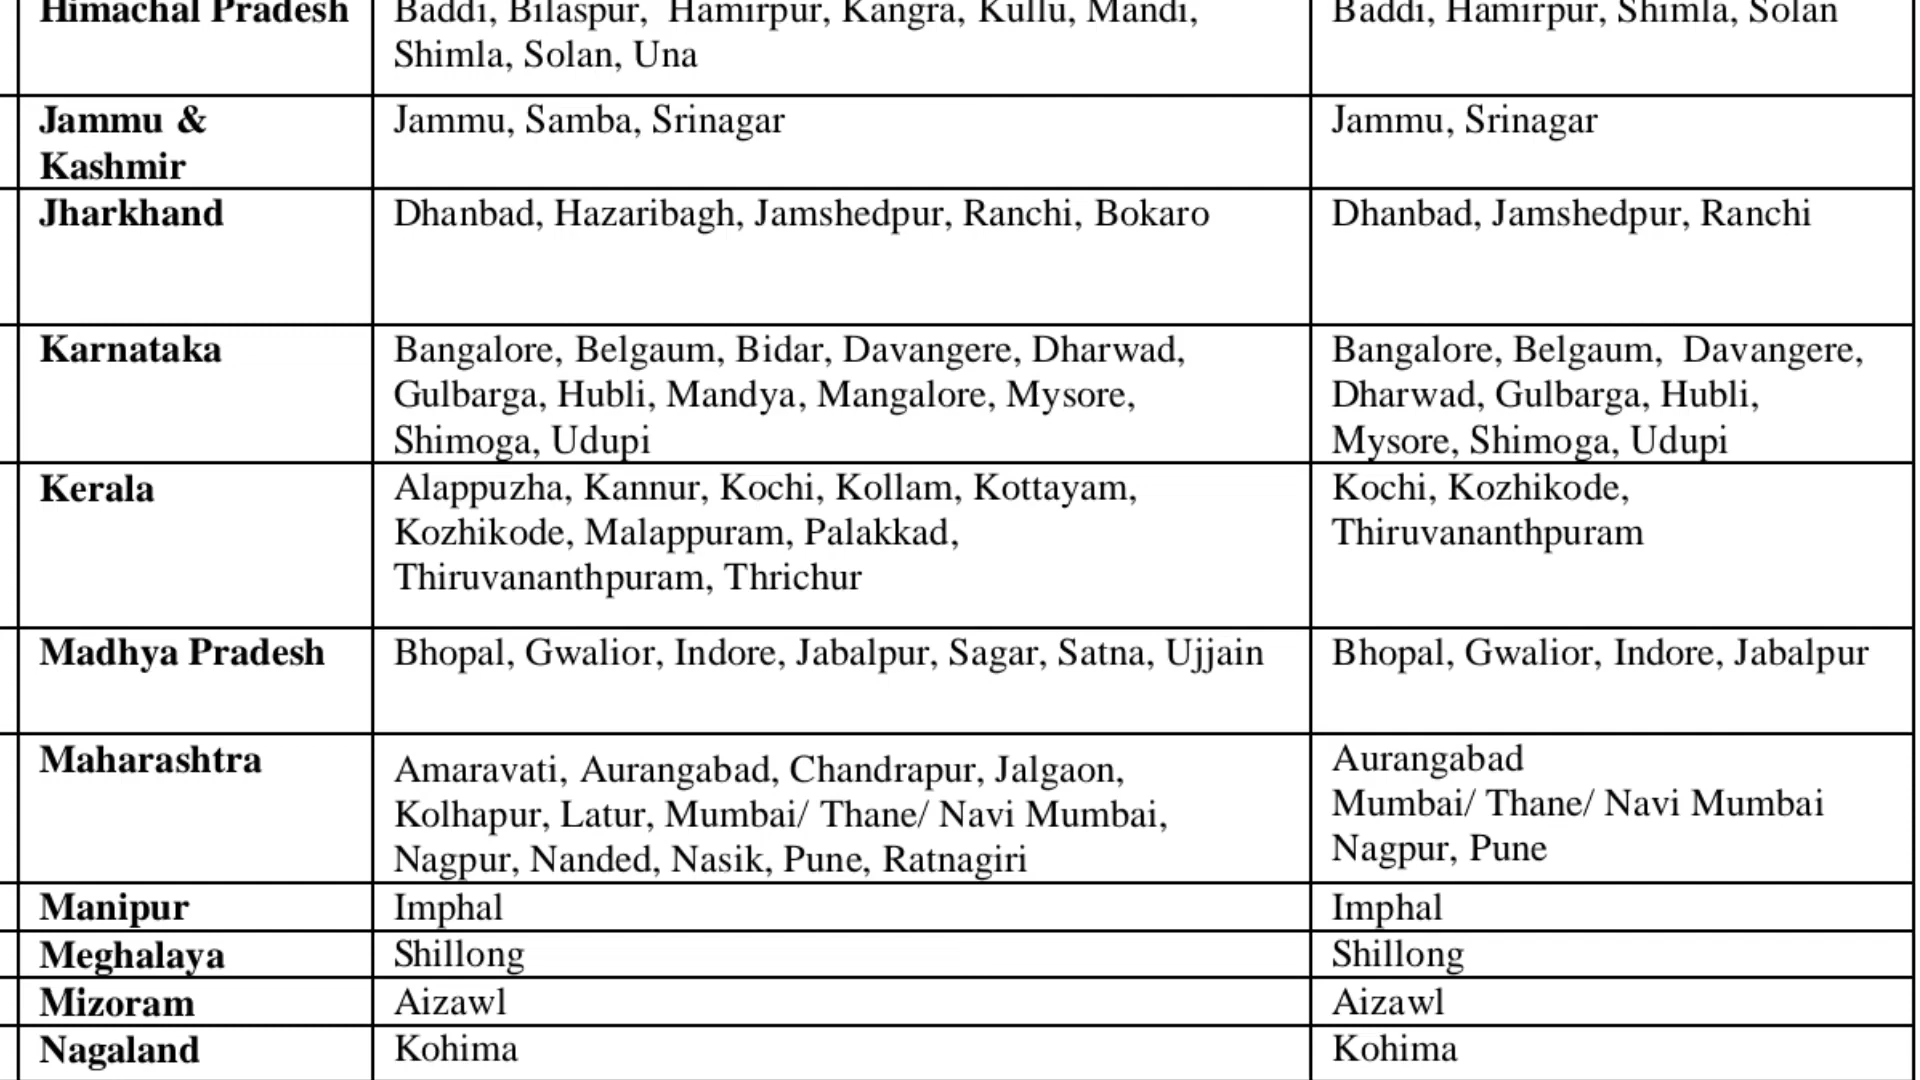 Himachal Pradesh
Baddi, Bilaspur,  Hamirpur, Kangra, Kullu, Mandi,
Shimla, Solan, Una
Baddi, Hamirpur, Shimla, Solan
Jammu &
Kashmir
Jammu, Samba, Srinagar
Jammu, Srinagar
Jharkhand
Dhanbad, Hazaribagh, Jamshedpur, Ranchi, Bokaro
Dhanbad, Jamshedpur, Ranchi
Karnataka
Bangalore, Belgaum, Bidar, Davangere, Dharwad,
Gulbarga, Hubli, Mandya, Mangalore, Mysore,
Shimoga, Udupi
Bangalore, Belgaum,  Davangere,
Dharwad, Gulbarga, Hubli,
Mysore, Shimoga, Udupi
Kerala
Alappuzha, Kannur, Kochi, Kollam, Kottayam,
Kozhikode, Malappuram, Palakkad,
Thiruvananthpuram, Thrichur
Kochi, Kozhikode,
Thiruvananthpuram
Madhya Pradesh
Bhopal, Gwalior, Indore, Jabalpur, Sagar, Satna, Ujjain
Bhopal, Gwalior, Indore, Jabalpur
Maharashtra
Amaravati, Aurangabad, Chandrapur, Jalgaon,
Kolhapur, Latur, Mumbai/ Thane/ Navi Mumbai,
Nagpur, Nanded, Nasik, Pune, Ratnagiri
Aurangabad
Mumbai/ Thane/ Navi Mumbai
Nagpur, Pune
Manipur
Imphal
Imphal
Meghalaya
Shillong
Shillong
Mizoram
Aizawl
Aizawl
Nagaland
Kohima
Kohima